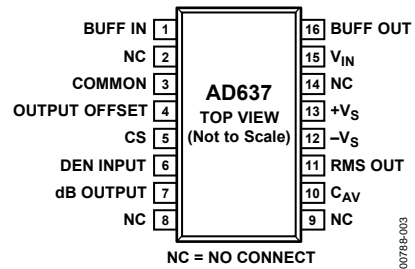 BUFF IN 1
NC 2
COMMON 3
OUTPUT OFFSET 4
CS 5
DEN INPUT 6
dB OUTPUT 7
NC 8
AD637
TOP VIEW
(Not to Scale)
16 BUFF OUT
15 VIN
14 NC
13 +VS
12 –VS
11 RMS OUT
10 CAV
9 NC
NC = NO CONNECT
00788-003